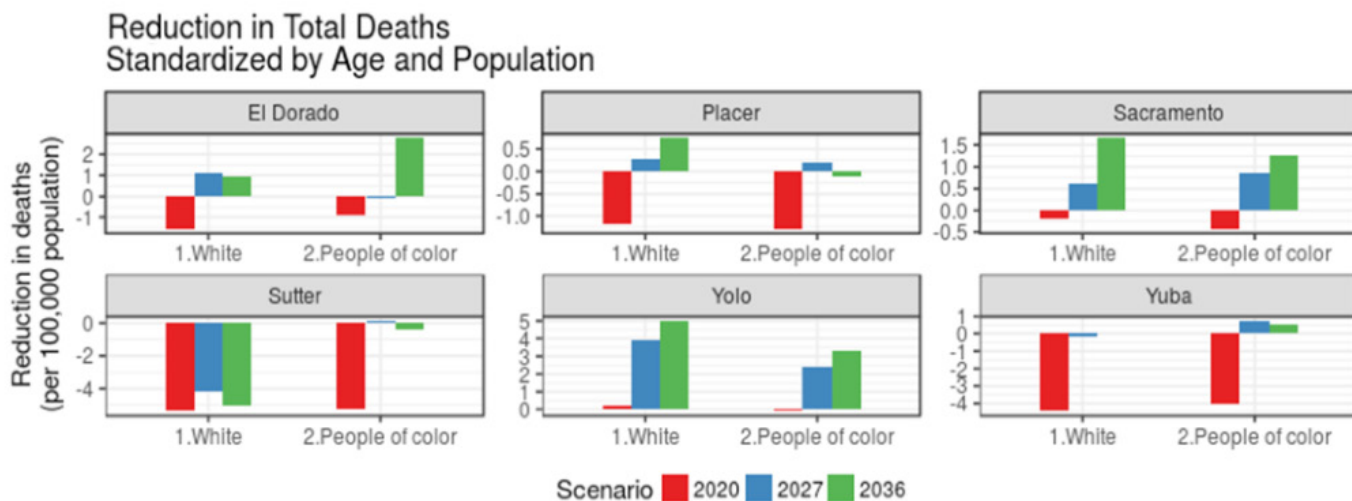 Reduction in Total Deaths
Standardized by Age and Population
Reduction in deaths
(per 100,000 population)
El Dorado
2
1
0
-1
1.White 2.People of color
Placer
0.5
0.0
-0.5
-1.0
1.White 2.People of color
Sacramento
1.5
1.0
0.5
0.0
-0.5
1.White 2.People of color
Sutter
0
-2
-4
1.White 2.People of color
Yolo
5
4
3
2
1
0
1.White 2.People of color
Yuba
1
0
-1
-2
-3
-4
1.White 2.People of color
Scenario 2020 2027 2036